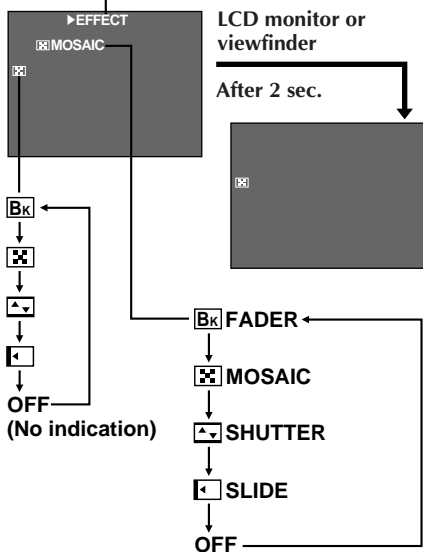 ▶EFFECT
MOSAIC
LCD monitor or
viewfinder
After 2 sec.
BK
OFF
(No indication)
BK FADER
MOSAIC
SHUTTER
SLIDE
OFF